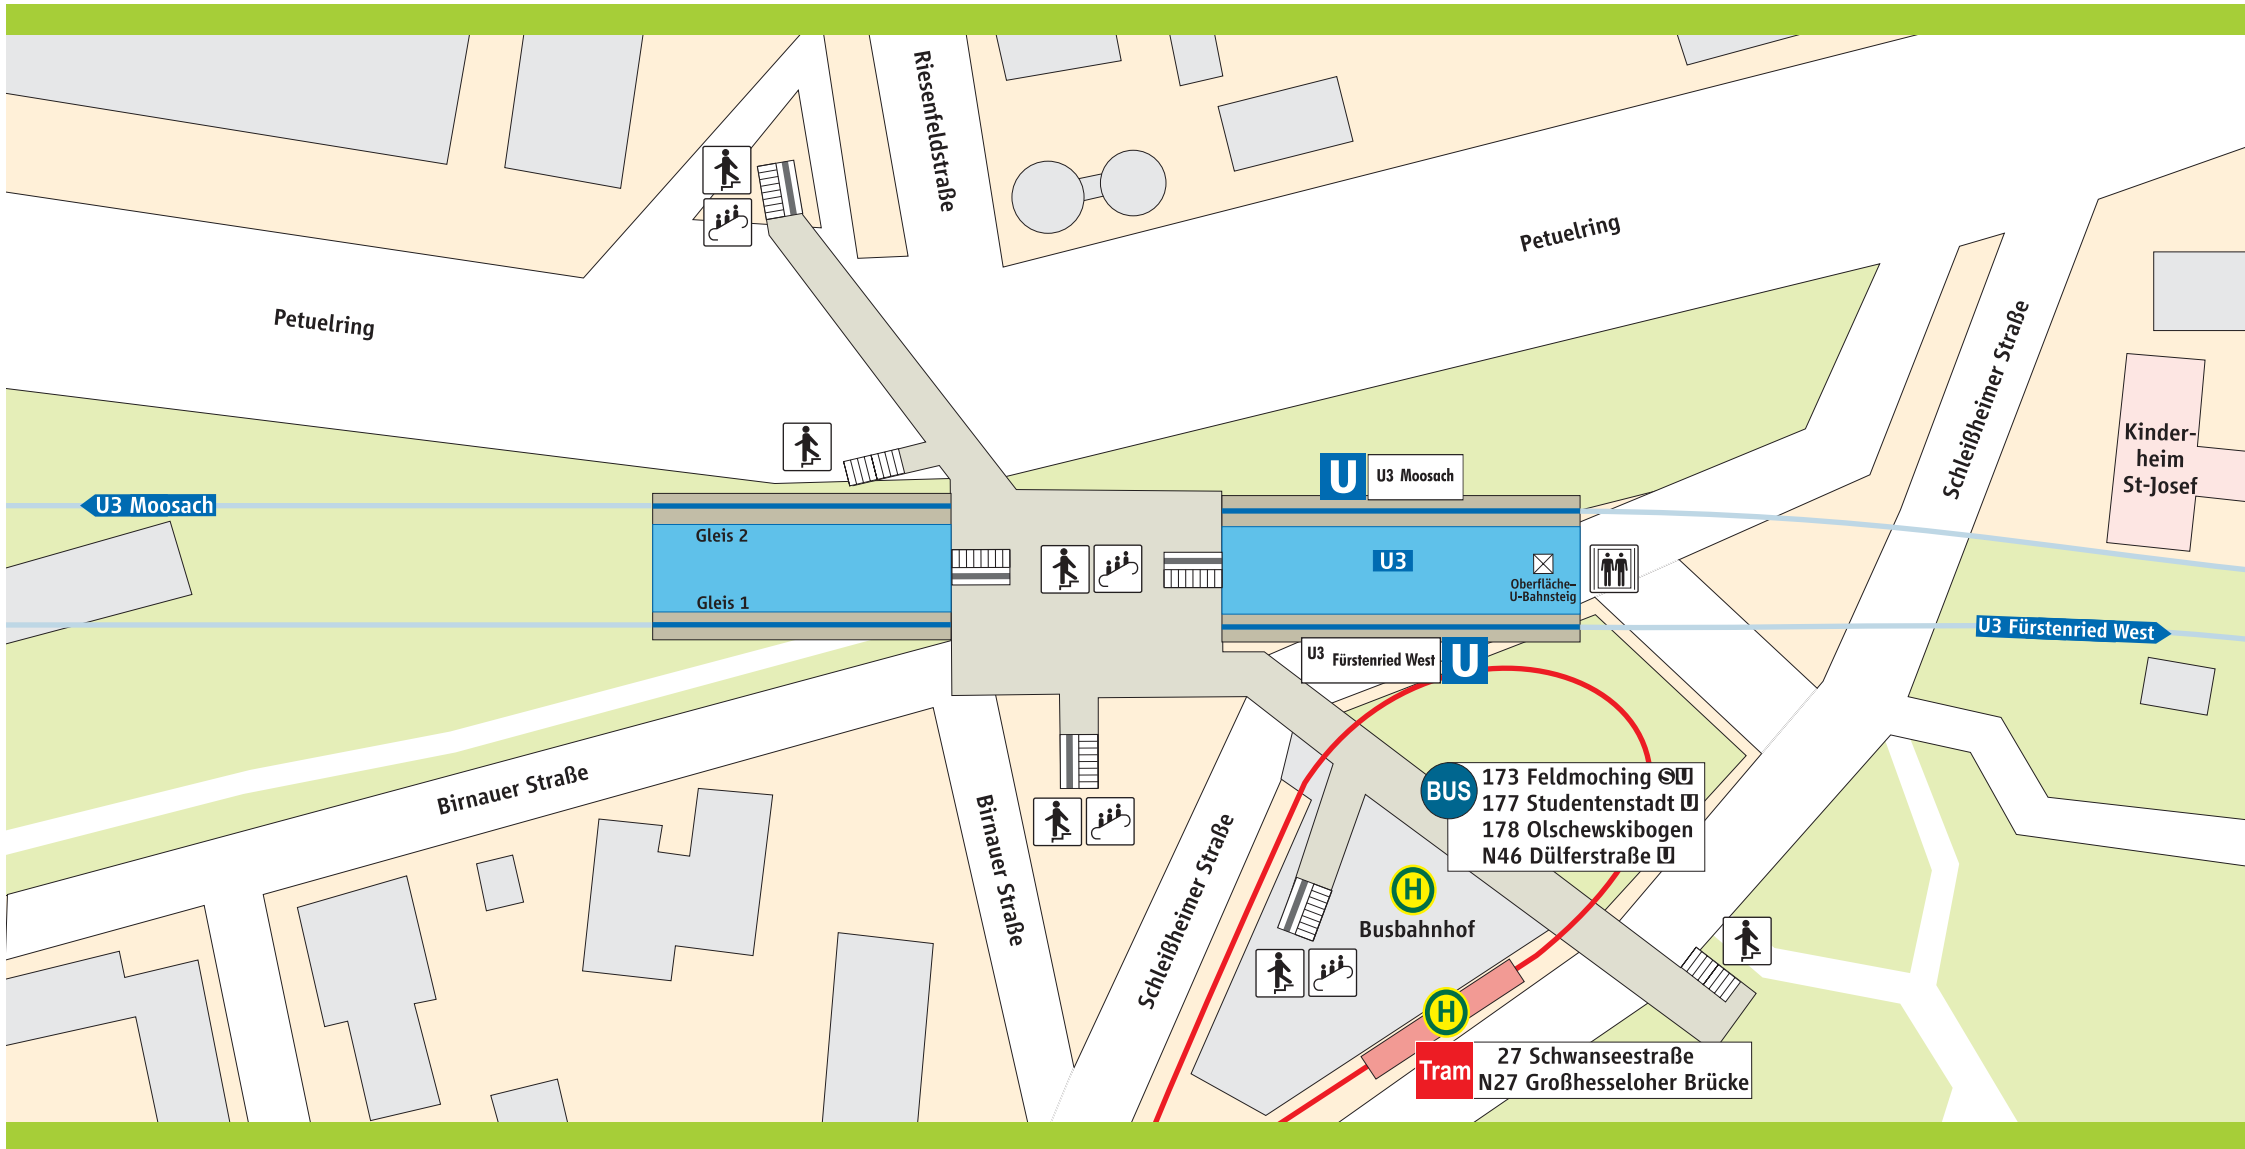 Riesenfeldstraße
Petuelring
Petuelring
Schleißheimer Straße
Kinder-
heim
St-Josef
U3 Moosach
U U3 Moosach
Gleis 2
U3
Oberfläche-
U-Bahnsteig
Gleis 1
U3 Fürstenried West
U3 Fürstenried West U
Birnauer Straße
Birnauer Straße
Schleißheimer Straße
BUS
173 Feldmoching S U
177 Studentenstadt U
178 Olschewskibogen
N46 Dülferstraße U
H
Busbahnhof
H
Tram
27 Schwanseestraße
N27 Großhesseloher Brücke